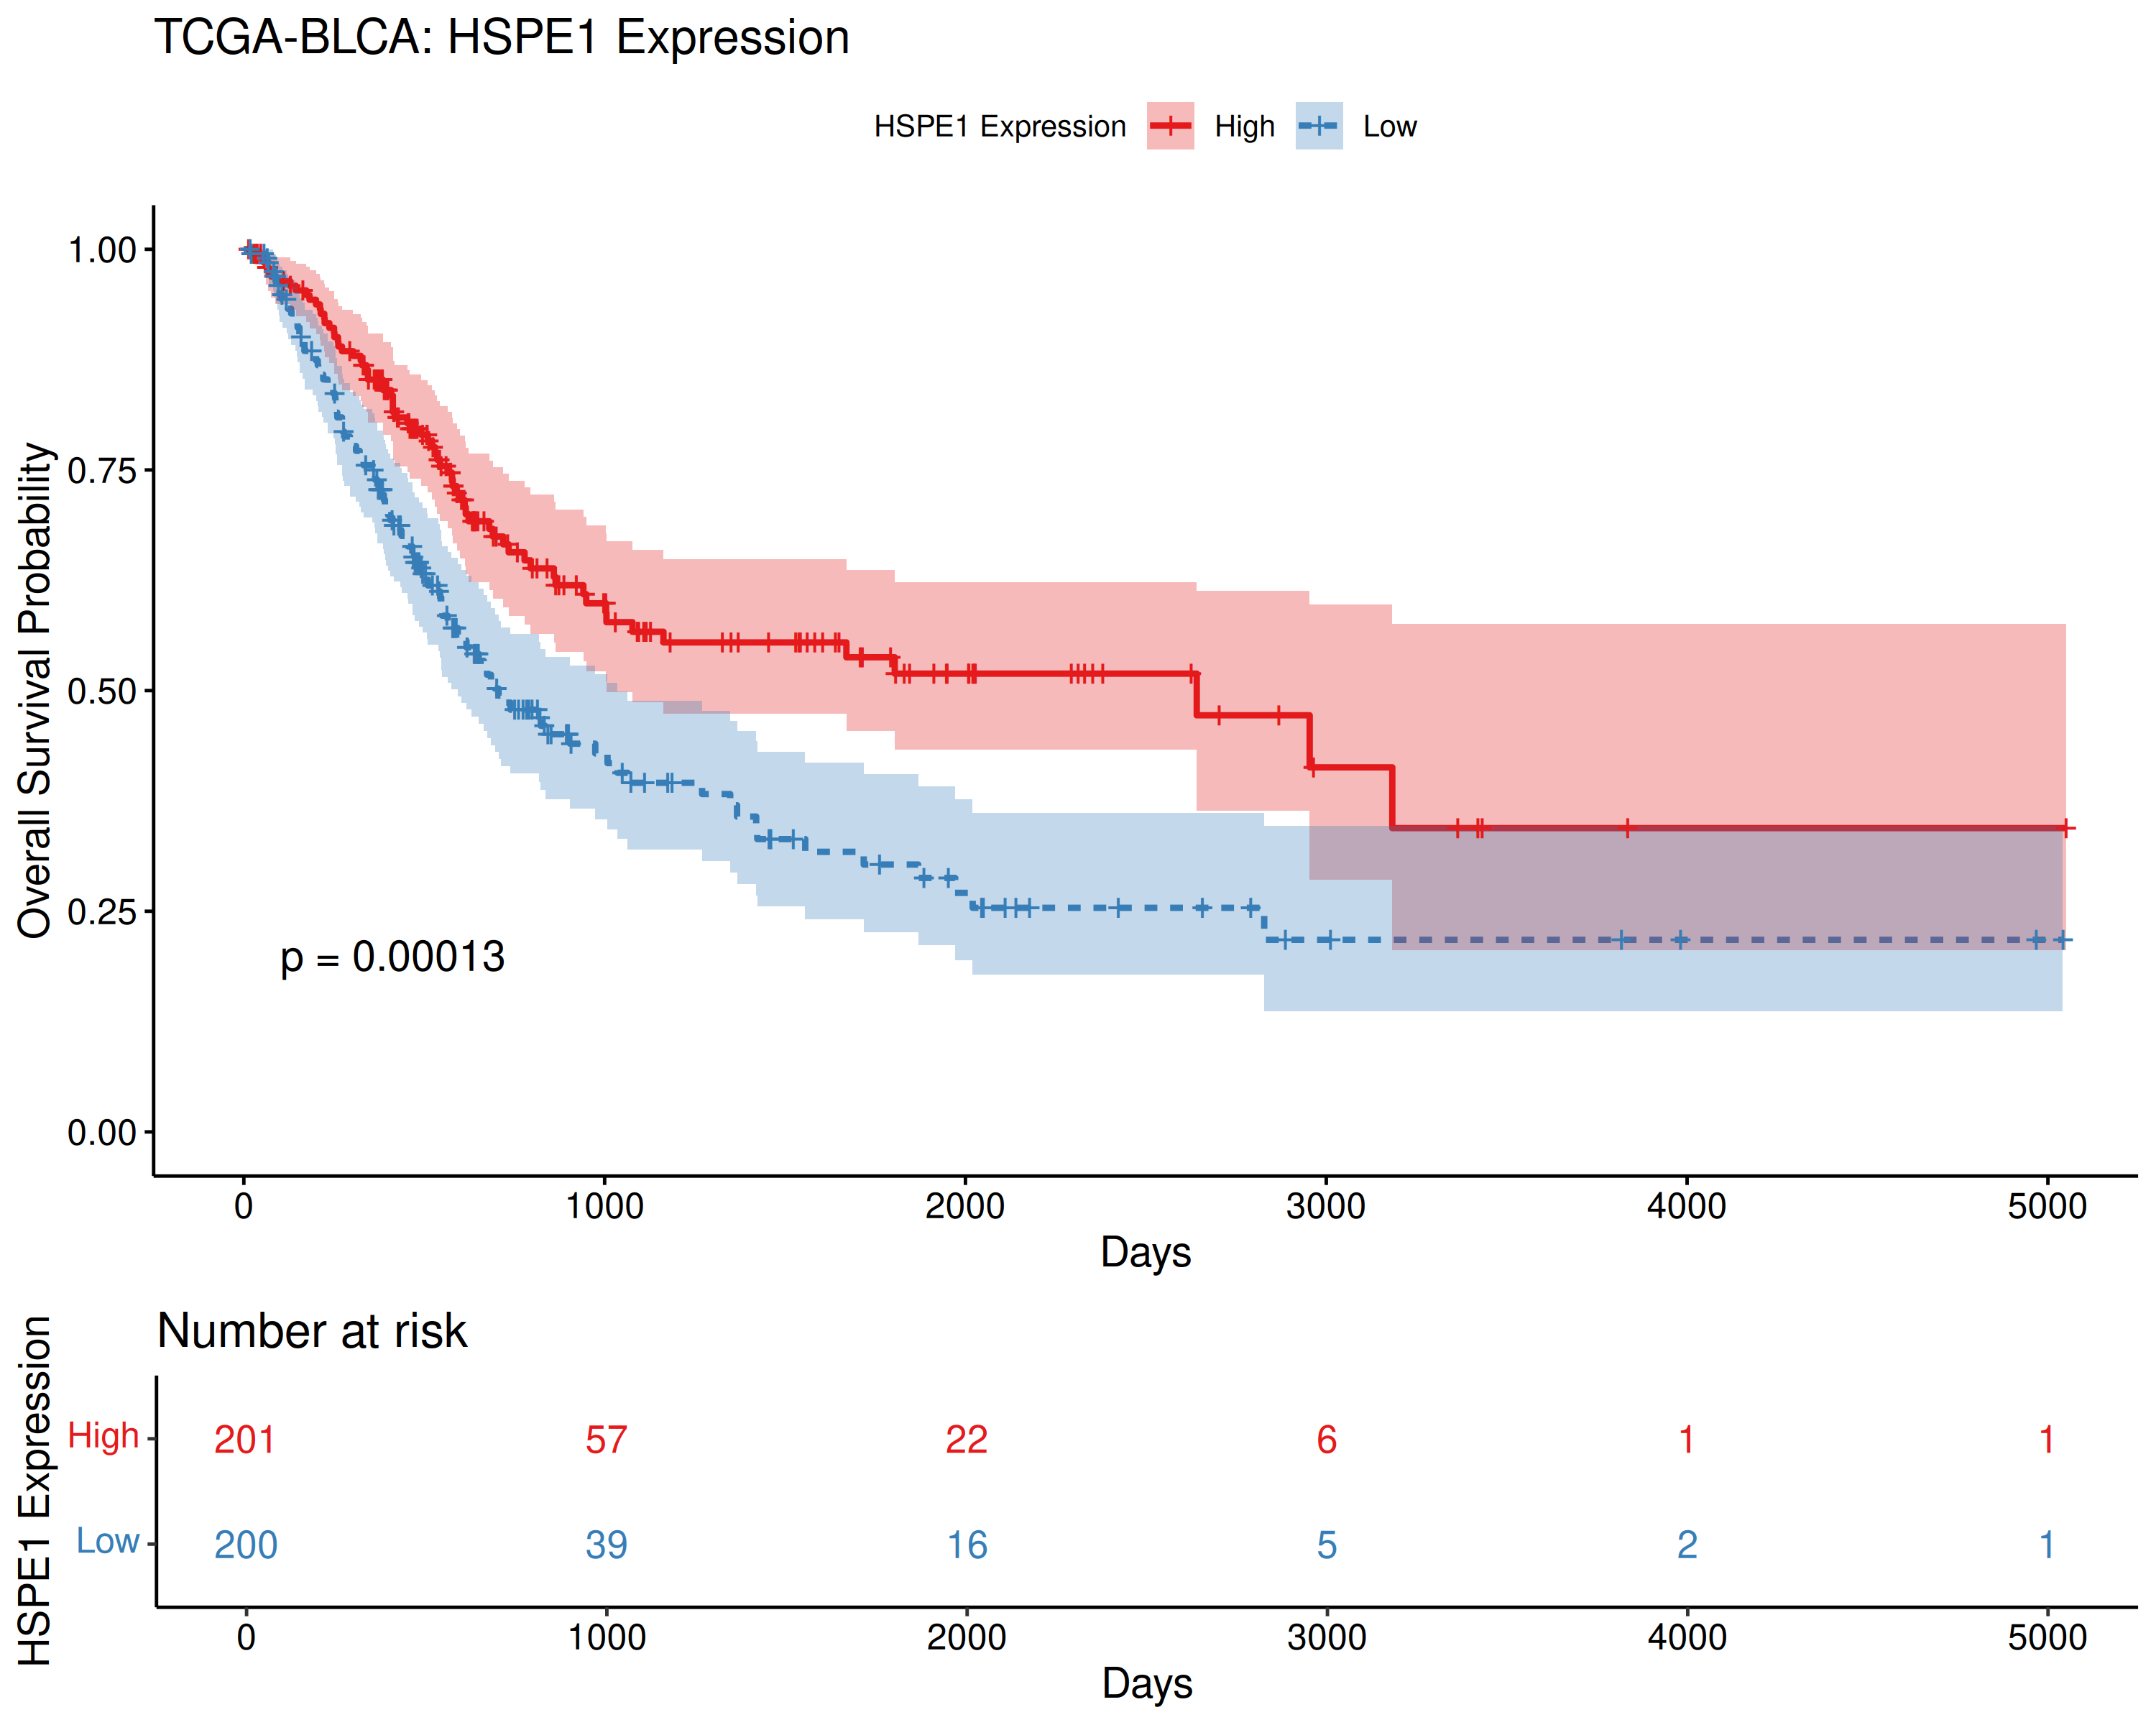 TCGA-BLCA: HSPE1 Expression
HSPE1 Expression High Low
Overall Survival Probability
1.00
0.75
0.50
0.25
0.00
p = 0.00013
0 1000 2000 3000 4000 5000
Days
Number at risk
HSPE1 Expression
High 201 57 22 6 1 1
Low 200 39 16 5 2 1
0 1000 2000 3000 4000 5000
Days